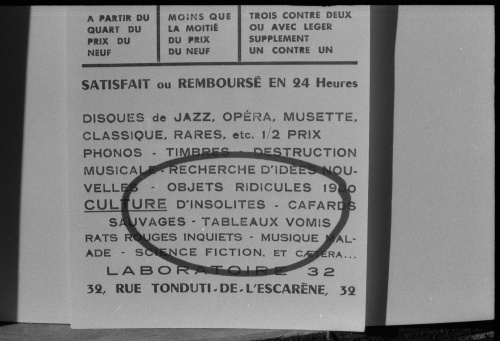 A PARTIR DU
QUART DU
PRIX DU
NEUF
MOINS QUE
LA MOITIÉ
DU PRIX
DU NEUF
TROIS CONTRE DEUX
OU AVEC LEGER
SUPPLEMENT
UN CONTRE UN
SATISFAIT ou REMBOURSÉ EN 24 Heures
DISQUES de JAZZ, OPÉRA, MUSETTE,
CLASSIQUE, RARES, etc. 1/2 PRIX
PHONOS - TIMBRES - DESTRUCTION
MUSICALE - RECHERCHE D'IDÉES NOU-
VELLES - OBJETS RIDICULES 1900
CULTURE D'INSOLITES - CAFARDS
SAUVAGES - TABLEAUX VOMIS
RATS ROUGES INQUIETS - MUSIQUE MAL-
ADE - SCIENCE FICTION, ET CÆTERA...
LABORATOIRE 32
32, RUE TONDUTI-DE-L'ESCARÈNE, 32